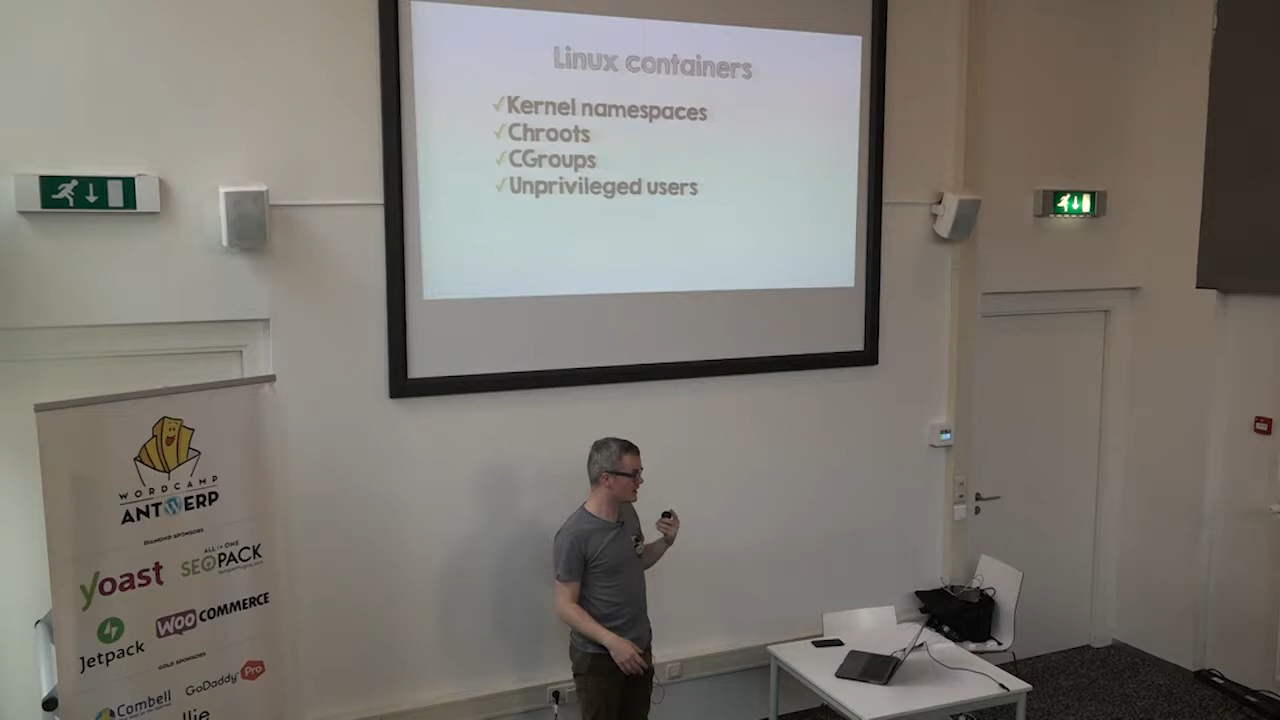 Linux containers
✓Kernel namespaces
✓Chroots
✓CGroups
✓Unprivileged users
WORDCAMP
ANTWERP
DIAMOND SPONSORS
yoast
ALL IN ONE
SEOPACK
Jetpack
WOOCOMMERCE
GOLD SPONSORS
Combell
GoDaddy Pro
llie